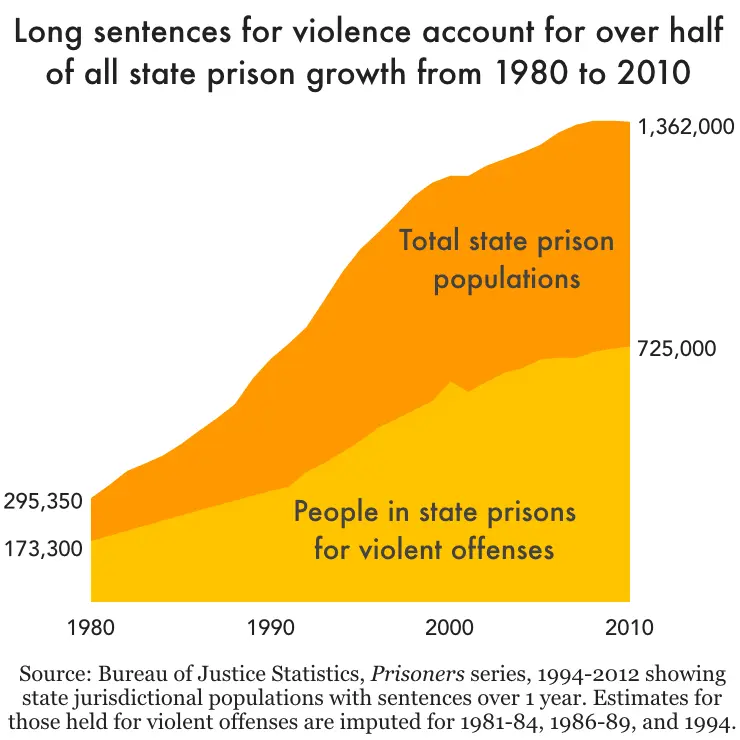 Long sentences for violence account for over half
of all state prison growth from 1980 to 2010
1,362,000
Total state prison
populations
725,000
295,350
173,300
People in state prisons
for violent offenses
1980 1990 2000 2010
Source: Bureau of Justice Statistics, Prisoners series, 1994-2012 showing
state jurisdictional populations with sentences over 1 year. Estimates for
those held for violent offenses are imputed for 1981-84, 1986-89, and 1994.